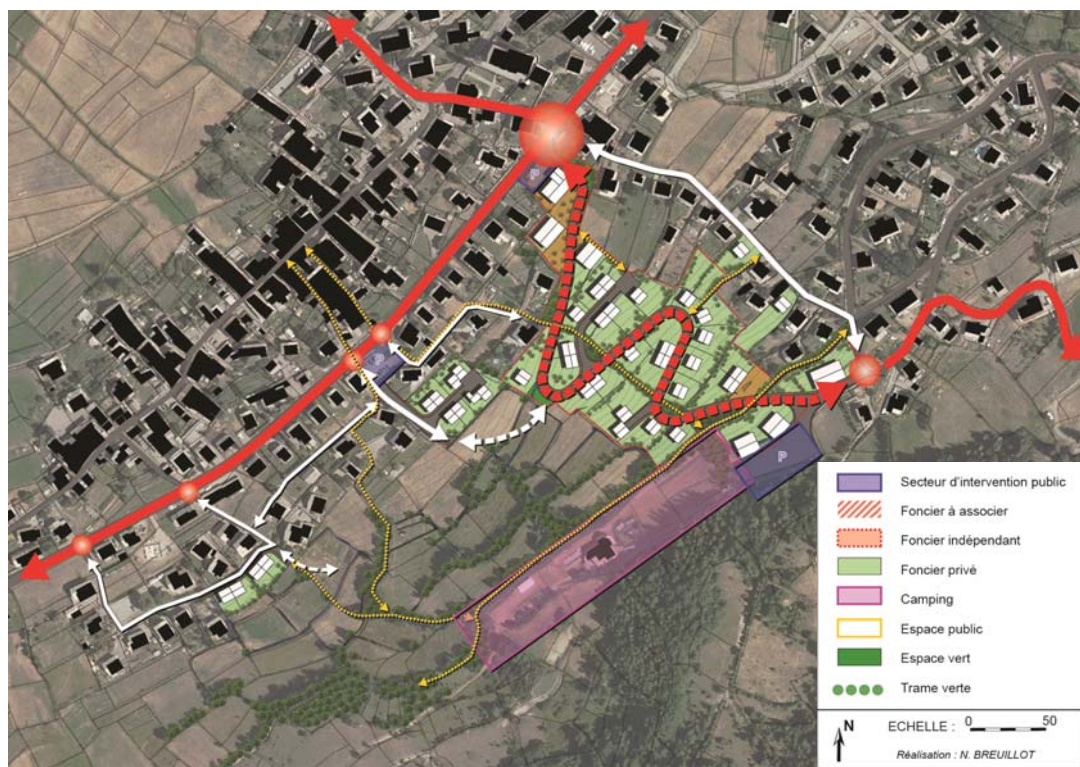 P
P
P
Secteur d'intervention public
Foncier à associer
Foncier indépendant
Foncier privé
Camping
Espace public
Espace vert
Trame verte
N
ECHELLE : 0 50
Réalisation : N. BREUILLOT